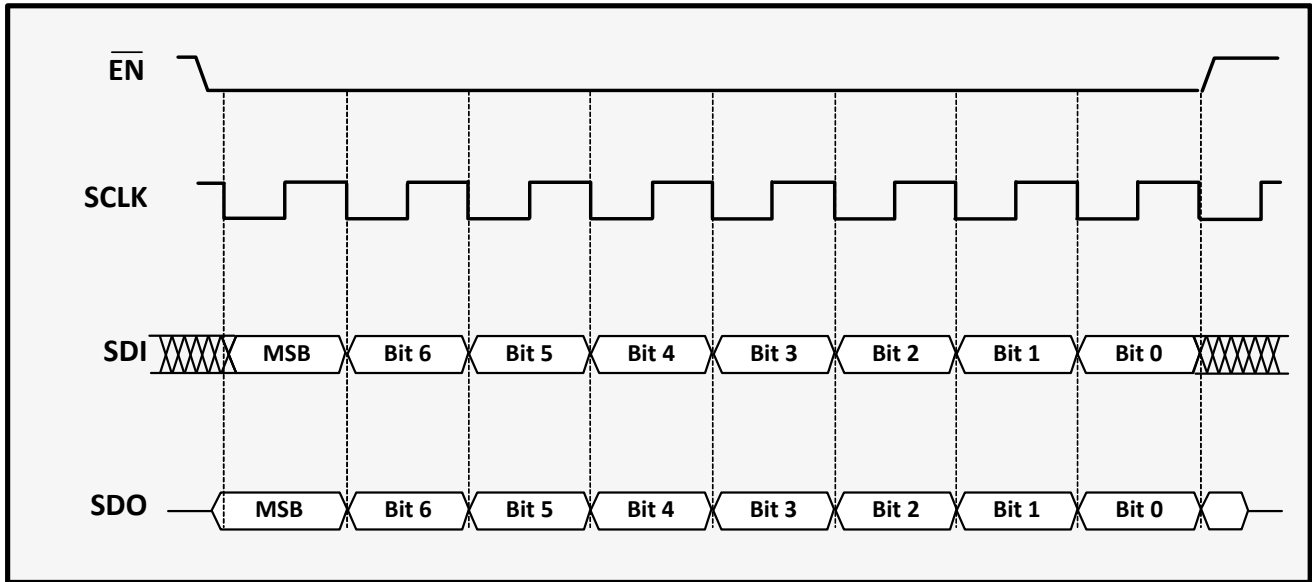 E̅N̅
SCLK
SDI MSB Bit 6 Bit 5 Bit 4 Bit 3 Bit 2 Bit 1 Bit 0
SDO MSB Bit 6 Bit 5 Bit 4 Bit 3 Bit 2 Bit 1 Bit 0